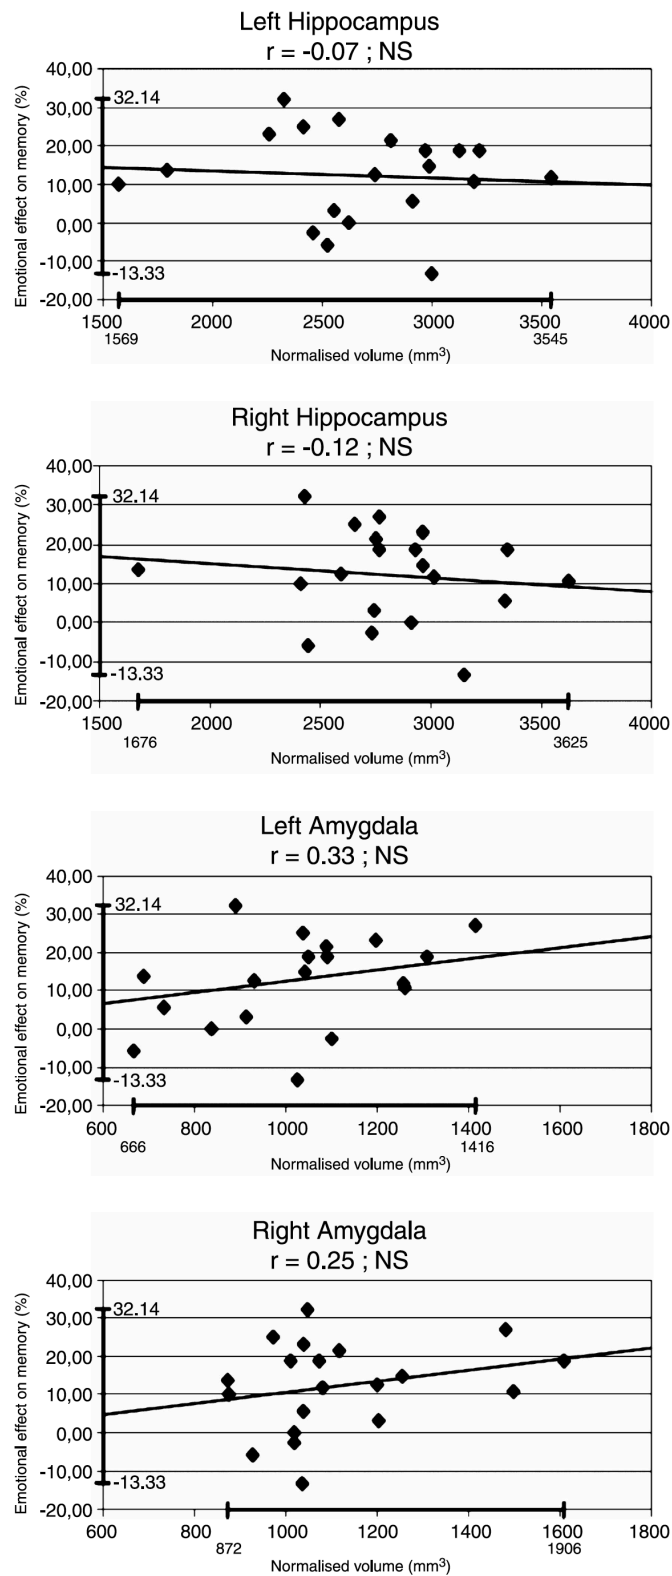 Left Hippocampus
r = -0.07 ; NS
Emotional effect on memory (%)
40,00
32.14
30,00
20,00
10,00
0,00
-10,00
-13.33
-20,00
1500 2000 2500 3000 3500 4000
1569 3545
Normalised volume (mm³)
Right Hippocampus
r = -0.12 ; NS
Emotional effect on memory (%)
40,00
32.14
30,00
20,00
10,00
0,00
-10,00
-13.33
-20,00
1500 2000 2500 3000 3500 4000
1676 3625
Normalised volume (mm³)
Left Amygdala
r = 0.33 ; NS
Emotional effect on memory (%)
40,00
32.14
30,00
20,00
10,00
0,00
-10,00
-13.33
-20,00
600 800 1000 1200 1400 1600 1800
666 1416
Normalised volume (mm³)
Right Amygdala
r = 0.25 ; NS
Emotional effect on memory (%)
40,00
32.14
30,00
20,00
10,00
0,00
-10,00
-13.33
-20,00
600 800 1000 1200 1400 1600 1800
872 1906
Normalised volume (mm³)